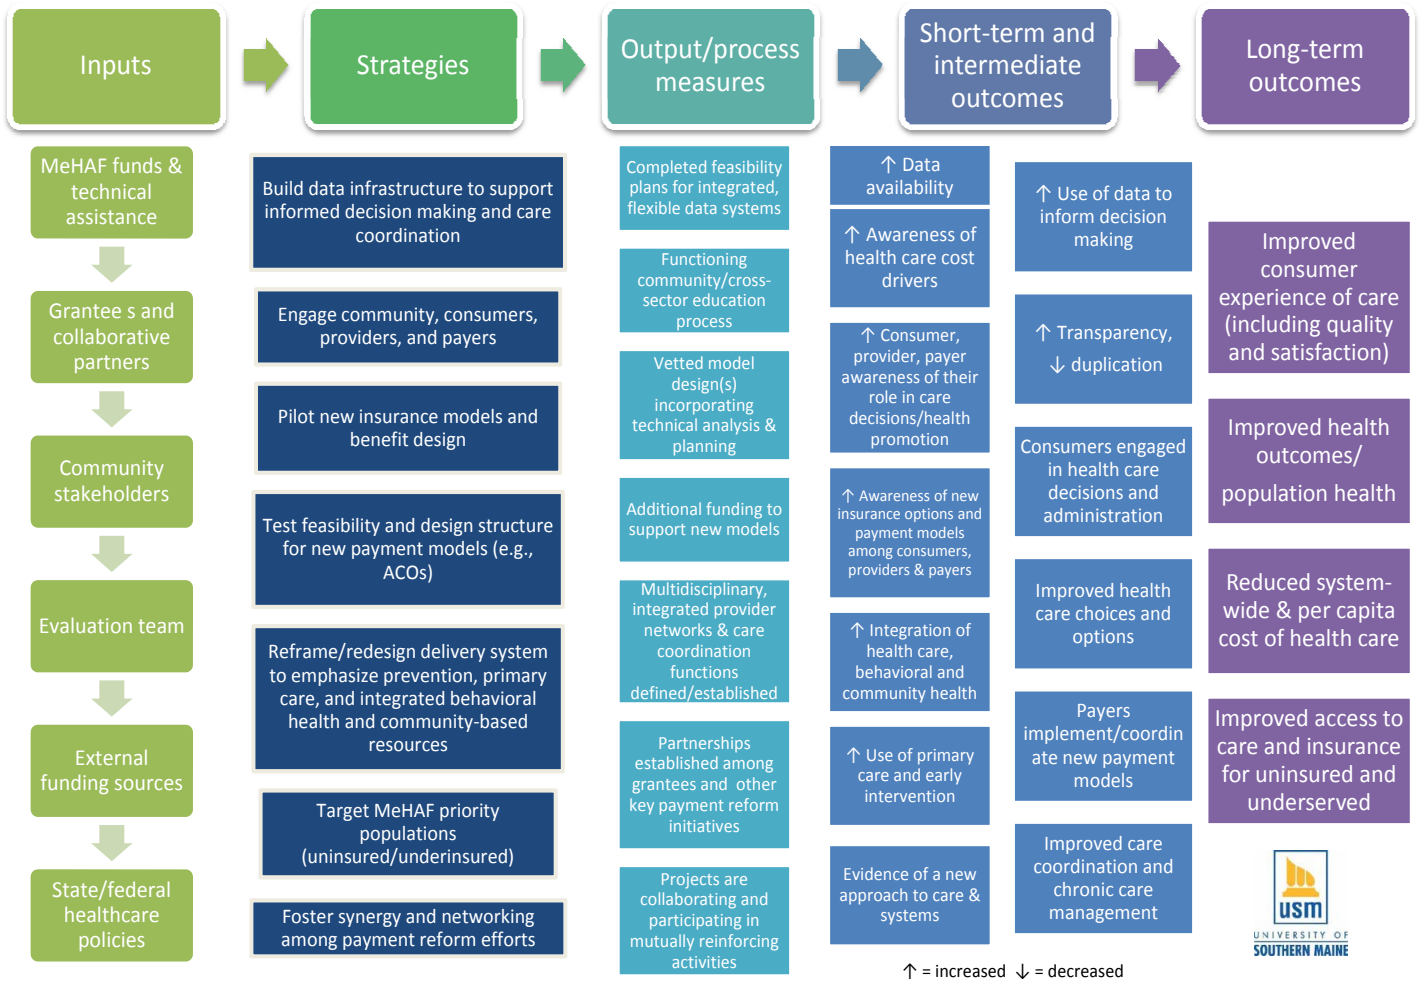 Inputs
Strategies
Output/process
measures
Short-term and
intermediate
outcomes
Long-term
outcomes
MeHAF funds &
technical
assistance
Grantee s and
collaborative
partners
Community
stakeholders
Evaluation team
External
funding sources
State/federal
healthcare
policies
Build data infrastructure to support
informed decision making and care
coordination
Engage community, consumers,
providers, and payers
Pilot new insurance models and
benefit design
Test feasibility and design structure
for new payment models (e.g.,
ACOs)
Reframe/redesign delivery system
to emphasize prevention, primary
care, and integrated behavioral
health and community-based
resources
Target MeHAF priority
populations
(uninsured/underinsured)
Foster synergy and networking
among payment reform efforts
Completed feasibility
plans for integrated,
flexible data systems
Functioning
community/cross-
sector education
process
Vetted model
design(s)
incorporating
technical analysis &
planning
Additional funding to
support new models
Multidisciplinary,
integrated provider
networks & care
coordination
functions
defined/established
Partnerships
established among
grantees and other
key payment reform
initiatives
Projects are
collaborating and
participating in
mutually reinforcing
activities
↑ Data
availability
↑ Awareness of
health care cost
drivers
↑ Consumer,
provider, payer
awareness of their
role in care
decisions/health
promotion
↑ Awareness of new
insurance options and
payment models
among consumers,
providers & payers
↑ Integration of
health care,
behavioral and
community health
↑ Use of primary
care and early
intervention
Evidence of a new
approach to care &
systems
↑ Use of data to
inform decision
making
↑ Transparency,
↓ duplication
Consumers engaged
in health care
decisions and
administration
Improved health
care choices and
options
Payers
implement/coordin
ate new payment
models
Improved care
coordination and
chronic care
management
Improved
consumer
experience of care
(including quality
and satisfaction)
Improved health
outcomes/
population health
Reduced system-
wide & per capita
cost of health care
Improved access to
care and insurance
for uninsured and
underserved
usm
UNIVERSITY OF
SOUTHERN MAINE
↑ = increased ↓ = decreased